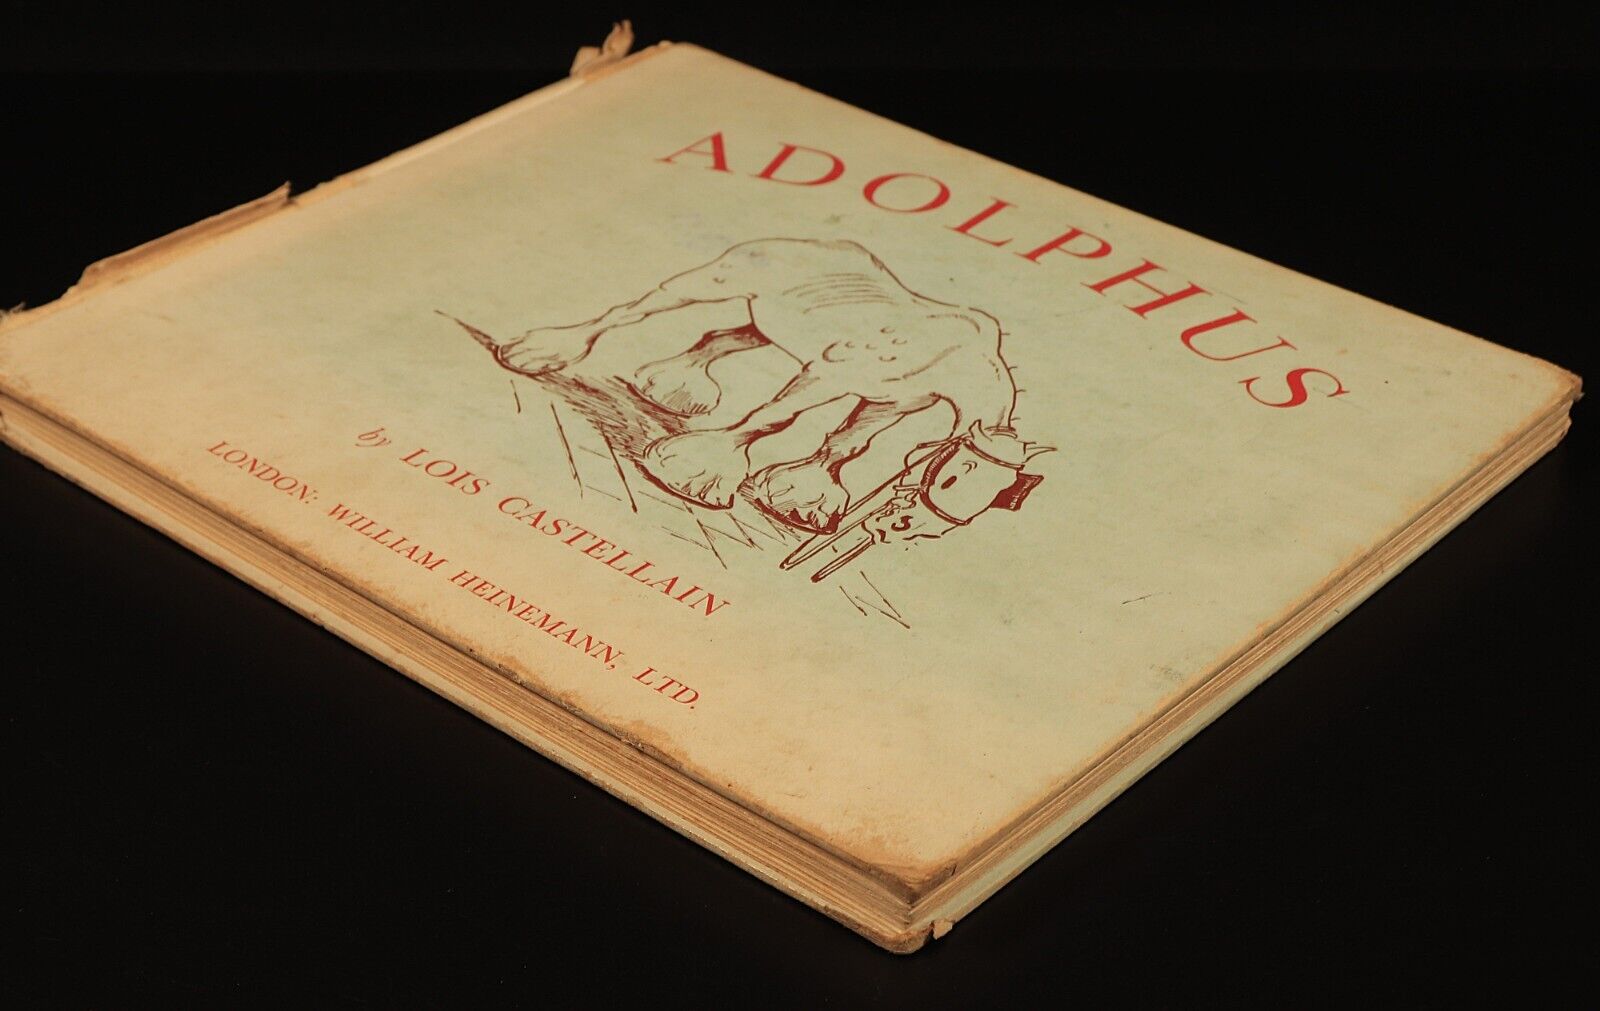 ADOLPHUS
by LOIS CASTELLAIN
LONDON: WILLIAM HEINEMANN, LTD.